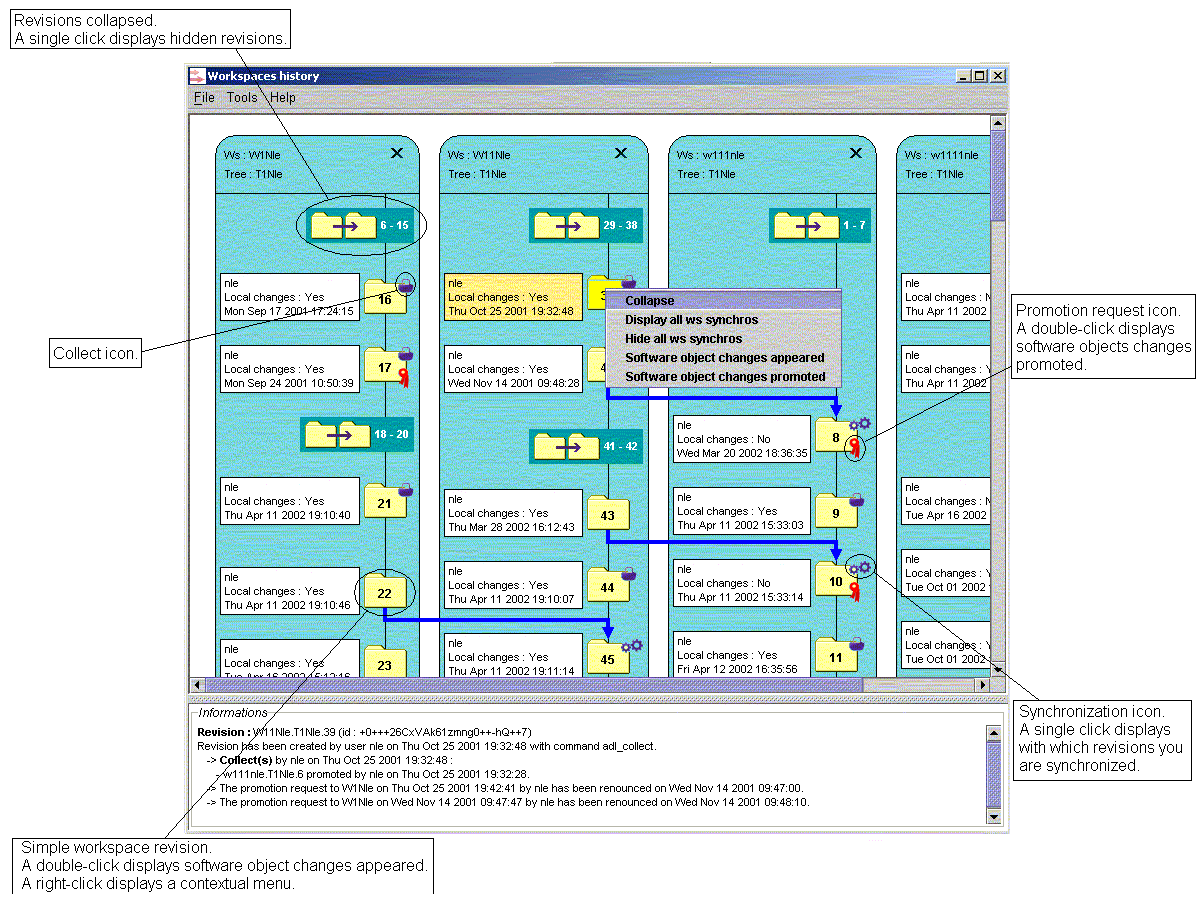 Revisions collapsed.
A single click displays hidden revisions.
Workspaces history
File Tools Help
Ws : W1Nle
Tree : T1Nle
6 - 15
nle
Local changes : Yes
Mon Sep 17 2001 17:24:15
16
nle
Local changes : Yes
Mon Sep 24 2001 10:50:39
17
18 - 20
nle
Local changes : Yes
Thu Apr 11 2002 19:10:40
21
nle
Local changes : Yes
Thu Apr 11 2002 19:10:46
22
nle
Local changes : Yes
Tue Apr 16 2002 15:12:16
23
Ws : W11Nle
Tree : T1Nle
29 - 38
nle
Local changes : Yes
Thu Oct 25 2001 19:32:48
nle
Local changes : Yes
Wed Nov 14 2001 09:48:28
41 - 42
nle
Local changes : Yes
Thu Mar 28 2002 16:12:43
43
nle
Local changes : Yes
Thu Apr 11 2002 19:10:07
44
nle
Local changes : Yes
Thu Apr 11 2002 19:11:14
45
Collapse
Display all ws synchros
Hide all ws synchros
Software object changes appeared
Software object changes promoted
Ws : w111nle
Tree : T1Nle
1 - 7
nle
Local changes : No
Wed Mar 20 2002 18:36:35
8
nle
Local changes : Yes
Thu Apr 11 2002 15:33:03
9
nle
Local changes : No
Thu Apr 11 2002 15:33:14
10
nle
Local changes : Yes
Fri Apr 12 2002 16:35:56
11
Ws : w1111nle
Tree : T1Nle
nle
Local changes :
Thu Apr 11 2002
nle
Local changes :
Thu Apr 11 2002
nle
Local changes :
Tue Apr 16 2002
nle
Local changes :
Tue Oct 01 2002
nle
Local changes :
Tue Oct 01 2002
Collect icon.
Promotion request icon.
A double-click displays
software objects changes
promoted.
Synchronization icon.
A single click displays
with which revisions you
are synchronized.
Informations
Revision : W11Nle.T1Nle.39 (id : +0+++26CxVAk61zmng0++-hQ++7)
Revision has been created by user nle on Thu Oct 25 2001 19:32:48 with command adl_collect.
-> Collect(s) by nle on Thu Oct 25 2001 19:32:48 :
- w111nle.T1Nle.6 promoted by nle on Thu Oct 25 2001 19:32:28.
-> The promotion request to W1Nle on Thu Oct 25 2001 19:42:41 by nle has been renounced on Wed Nov 14 2001 09:47:00.
-> The promotion request to W1Nle on Wed Nov 14 2001 09:47:47 by nle has been renounced on Wed Nov 14 2001 09:48:10.
Simple workspace revision.
A double-click displays software object changes appeared.
A right-click displays a contextual menu.